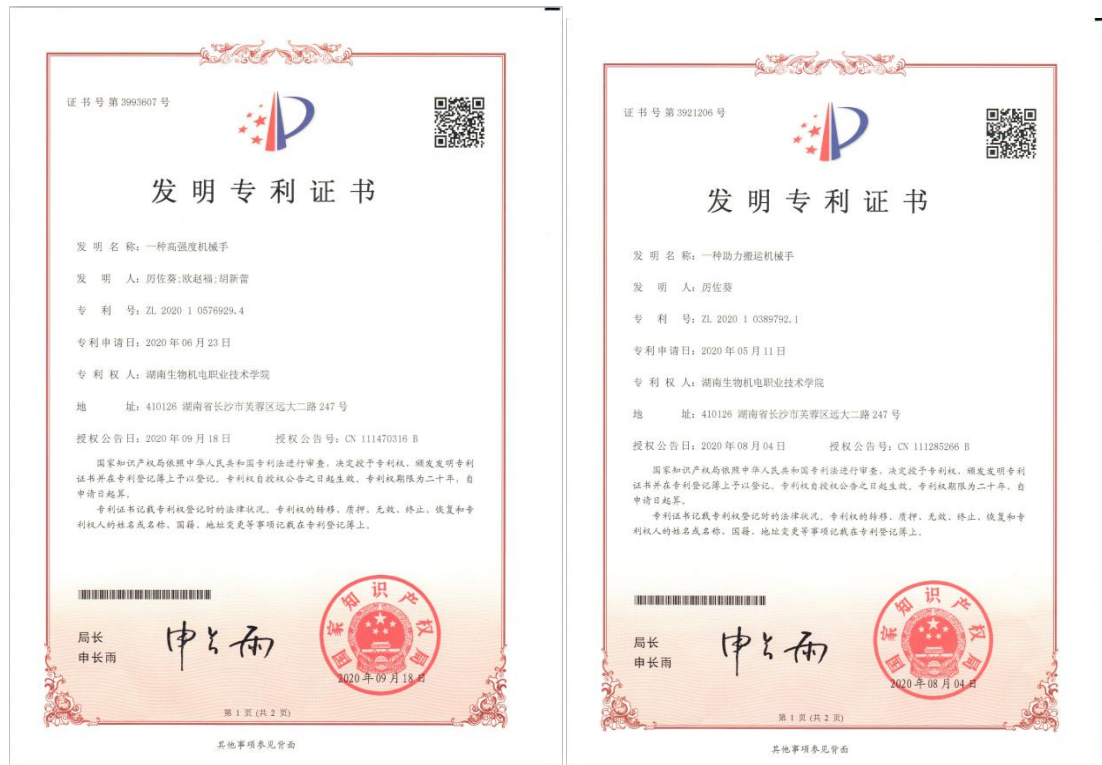 证书号第3993607号
发明专利证书
发明名称：一种高强度机械手
发明人：厉佐葵;欧赵福;胡新蕾
专利号：ZL 2020 1 0576929.4
专利申请日：2020年06月23日
专利权人：湖南生物机电职业技术学院
地址：410126 湖南省长沙市芙蓉区远大二路247号
授权公告日：2020年09月18日 授权公告号：CN 111470316 B
国家知识产权局依照中华人民共和国专利法进行审查，决定授予专利权，颁发发明专利
证书并在专利登记簿上予以登记。专利权自授权公告之日起生效。专利权期限为二十年，自
申请日起算。
专利证书记载专利权登记时的法律状况。专利权的转移、质押、无效、终止、恢复和专
利权人的姓名或名称、国籍、地址变更等事项记载在专利登记簿上。
局长
申长雨
申长雨
国家知识产权局
2020年09月18日
第1页(共2页)
其他事项参见背面
证书号第3921206号
发明专利证书
发明名称：一种助力搬运机械手
发明人：厉佐葵
专利号：ZL 2020 1 0389792.1
专利申请日：2020年05月11日
专利权人：湖南生物机电职业技术学院
地址：410126 湖南省长沙市芙蓉区远大二路247号
授权公告日：2020年08月04日 授权公告号：CN 111285266 B
国家知识产权局依照中华人民共和国专利法进行审查，决定授予专利权，颁发发明专利
证书并在专利登记簿上予以登记。专利权自授权公告之日起生效。专利权期限为二十年，自
申请日起算。
专利证书记载专利权登记时的法律状况。专利权的转移、质押、无效、终止、恢复和专
利权人的姓名或名称、国籍、地址变更等事项记载在专利登记簿上。
局长
申长雨
申长雨
国家知识产权局
2020年08月04日
第1页(共2页)
其他事项参见背面